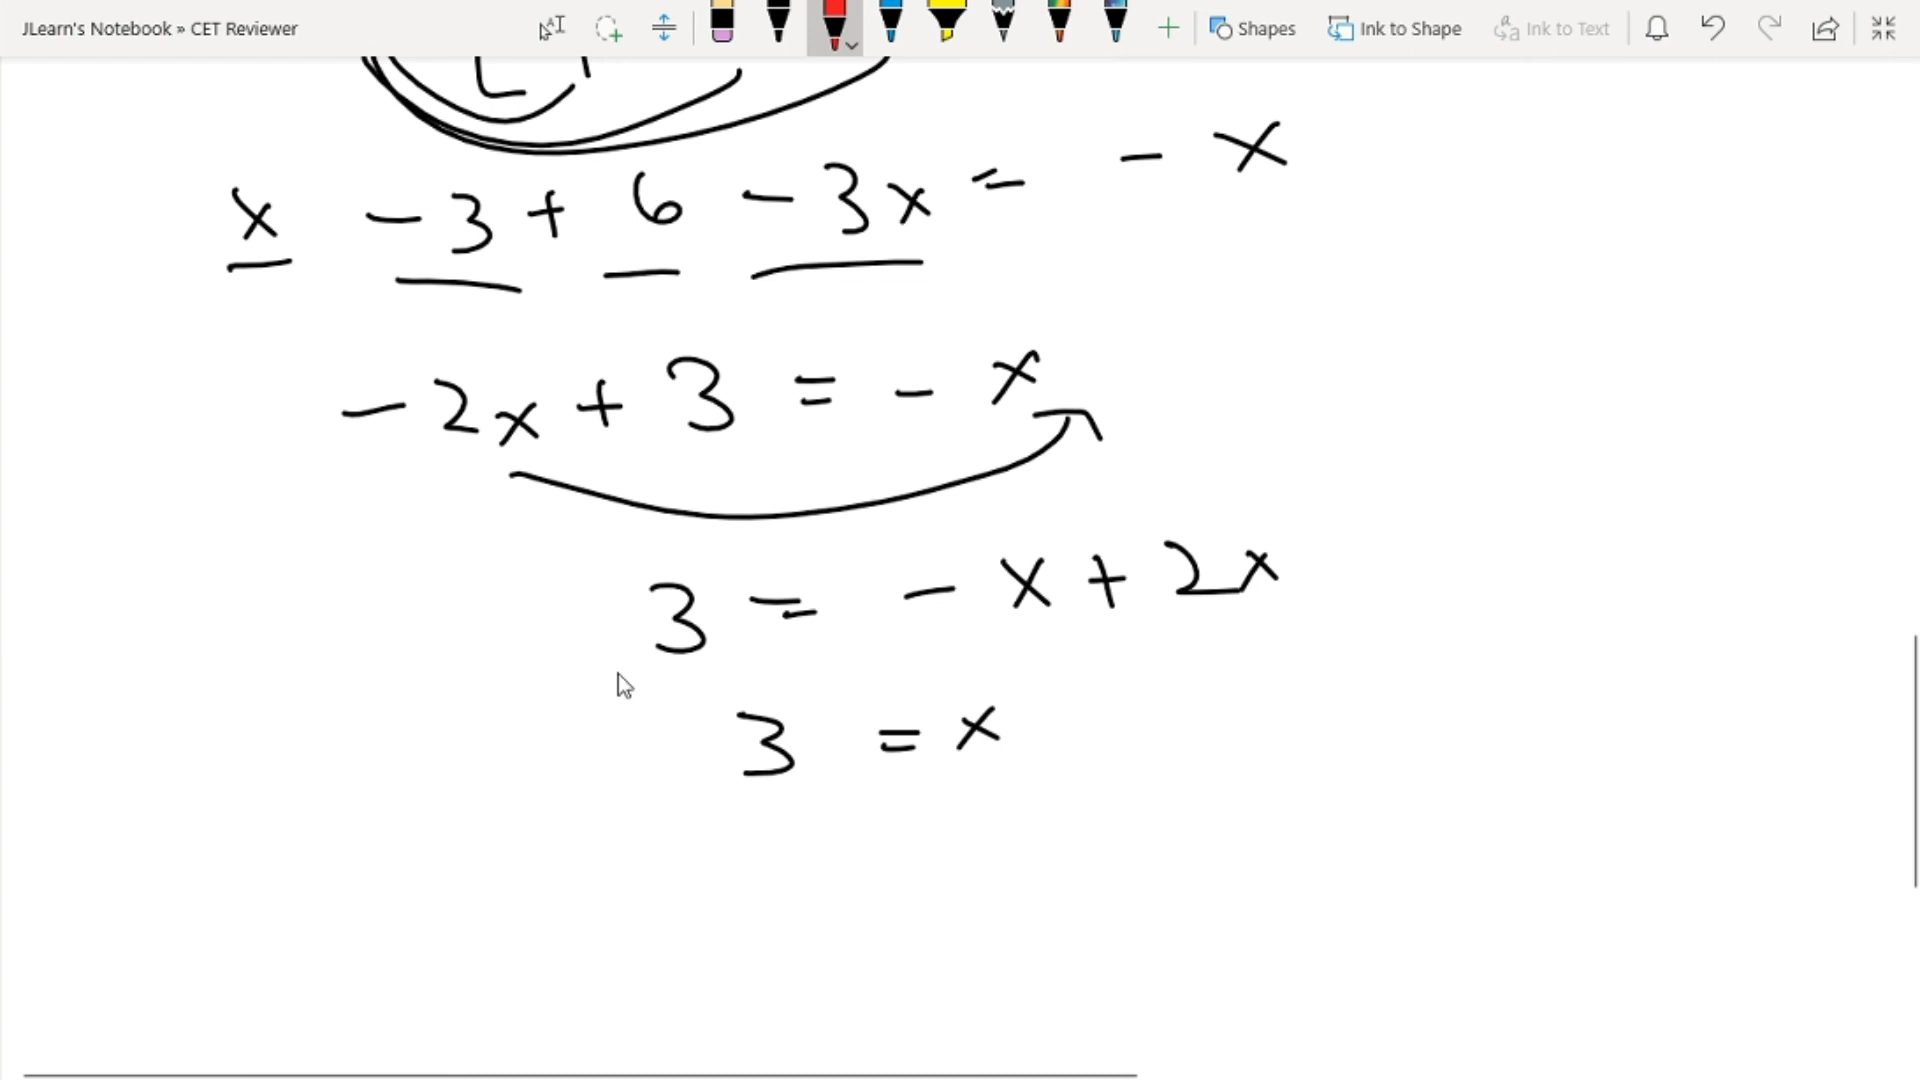 JLearn's Notebook » CET Reviewer Shapes Ink to Shape Ink to Text
x - 3 + 6 - 3x = - x
- 2x + 3 = - x
3 = - x + 2x
3 = x